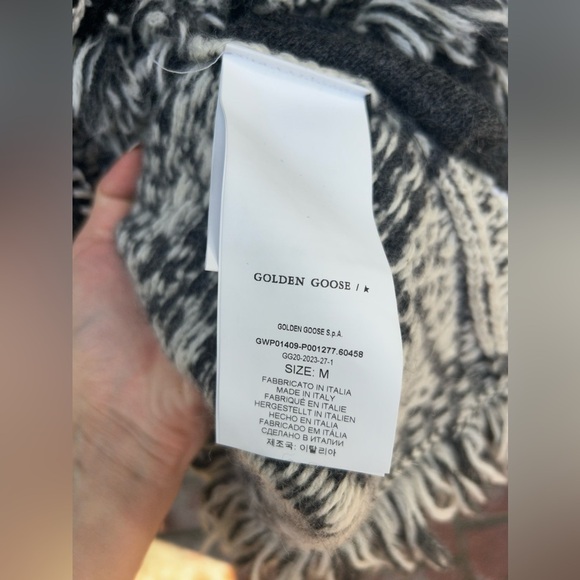 GOLDEN GOOSE / ★
GOLDEN GOOSE S.p.A.
GWP01409-P001277.60458
GG20-2023-27-1
SIZE: M
FABBRICATO IN ITALIA
MADE IN ITALY
FABRIQUÉ EN ITALIE
HERGESTELLT IN ITALIEN
HECHO EN ITALIA
FABRICADO EM ITÁLIA
СДЕЛАНО В ИТАЛИИ
제조국: 이탈리아